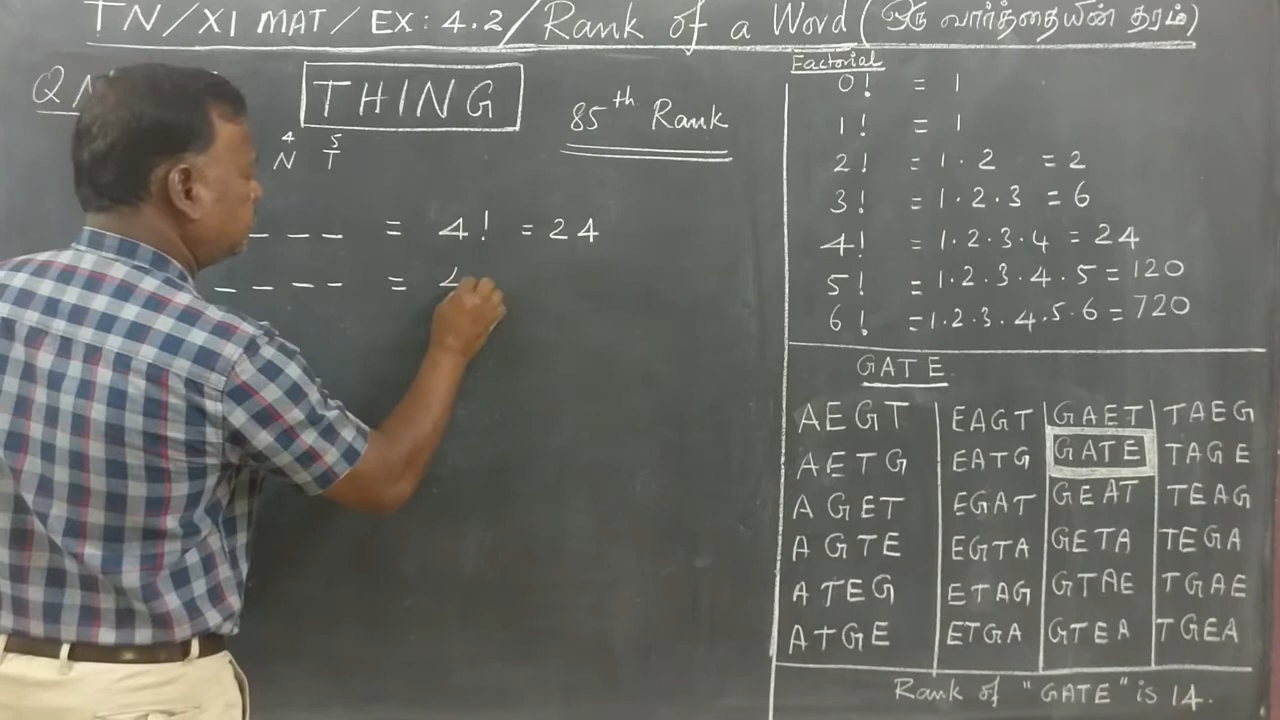 TN / XI MAT / EX: 4.2 / Rank of a Word ( ஒரு வார்த்தையின் தரம் )
THING
85th Rank
4 5
N T
_ _ _ = 4! = 24
_ _ _ _ = 4
Factorial
0! = 1
1! = 1
2! = 1 · 2 = 2
3! = 1 · 2 · 3 = 6
4! = 1 · 2 · 3 · 4 = 24
5! = 1 · 2 · 3 · 4 · 5 = 120
6! = 1 · 2 · 3 · 4 · 5 · 6 = 720
GATE
AEGT EAGT GAET TAEG
AETG EATG GATE TAGE
AGET EGAT GEAT TEAG
AGTE EGTA GETA TEGA
ATEG ETAG GTAE TGAE
ATGE ETGA GTEA TGEA
Rank of "GATE" is 14.